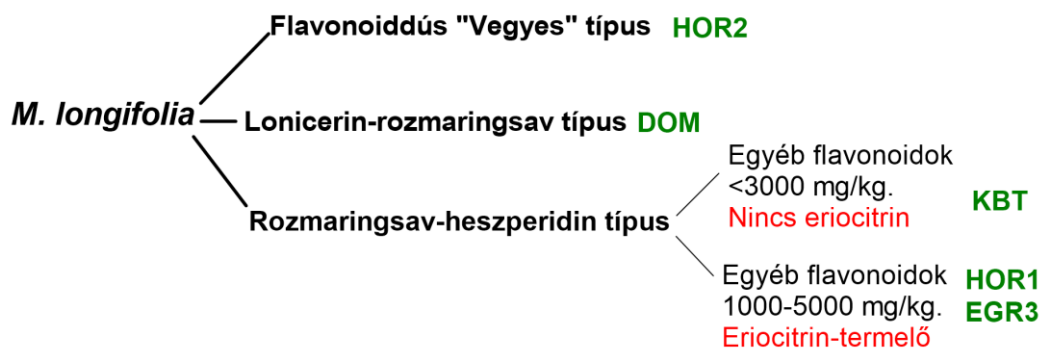 Flavonoiddús "Vegyes" típus HOR2
M. longifolia
Lonicerin-rozmaringsav típus DOM
Rozmaringsav-heszperidin típus
Egyéb flavonoidok
<3000 mg/kg.
Nincs eriocitrin
KBT
Egyéb flavonoidok
1000-5000 mg/kg.
Eriocitrin-termelő
HOR1
EGR3